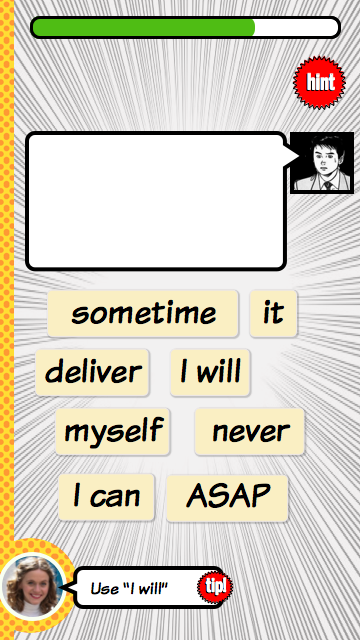 hint
sometime it
deliver I will
myself never
I can ASAP
Use "I will" tip!